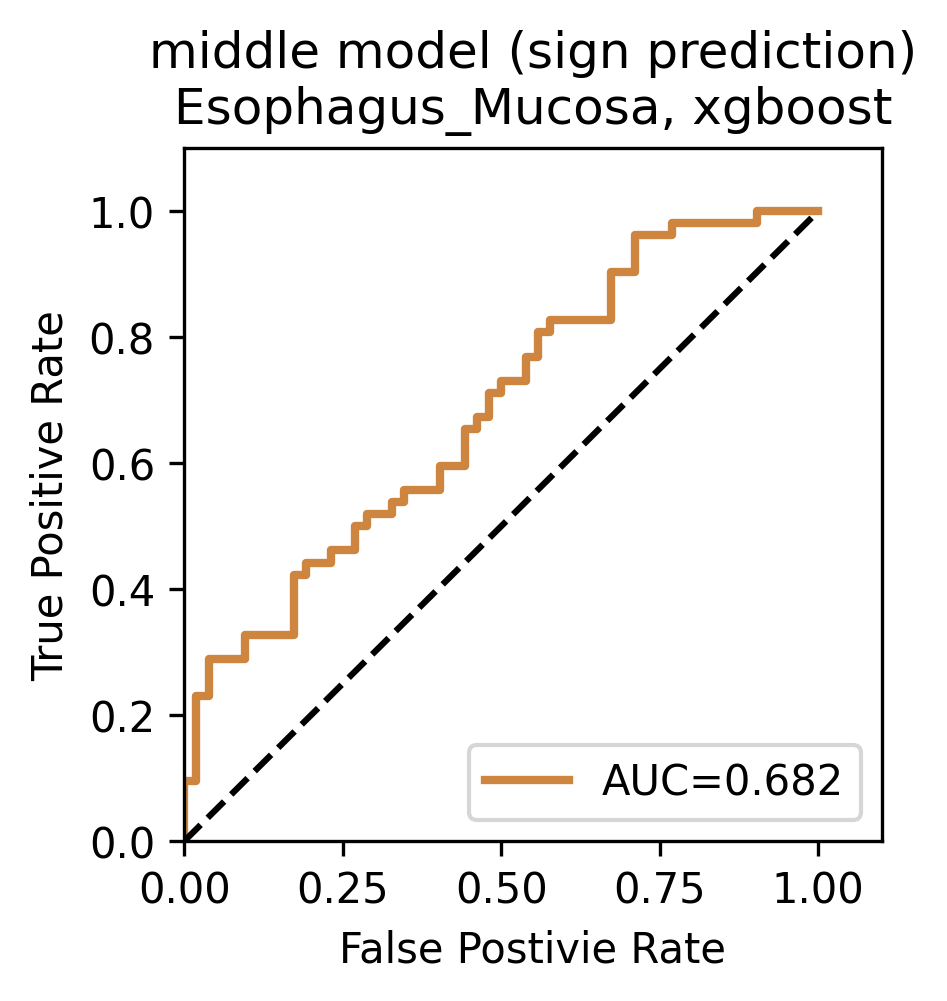 middle model (sign prediction)
Esophagus_Mucosa, xgboost
True Positive Rate
1.0
0.8
0.6
0.4
0.2
0.0
AUC=0.682
0.00 0.25 0.50 0.75 1.00
False Postivie Rate